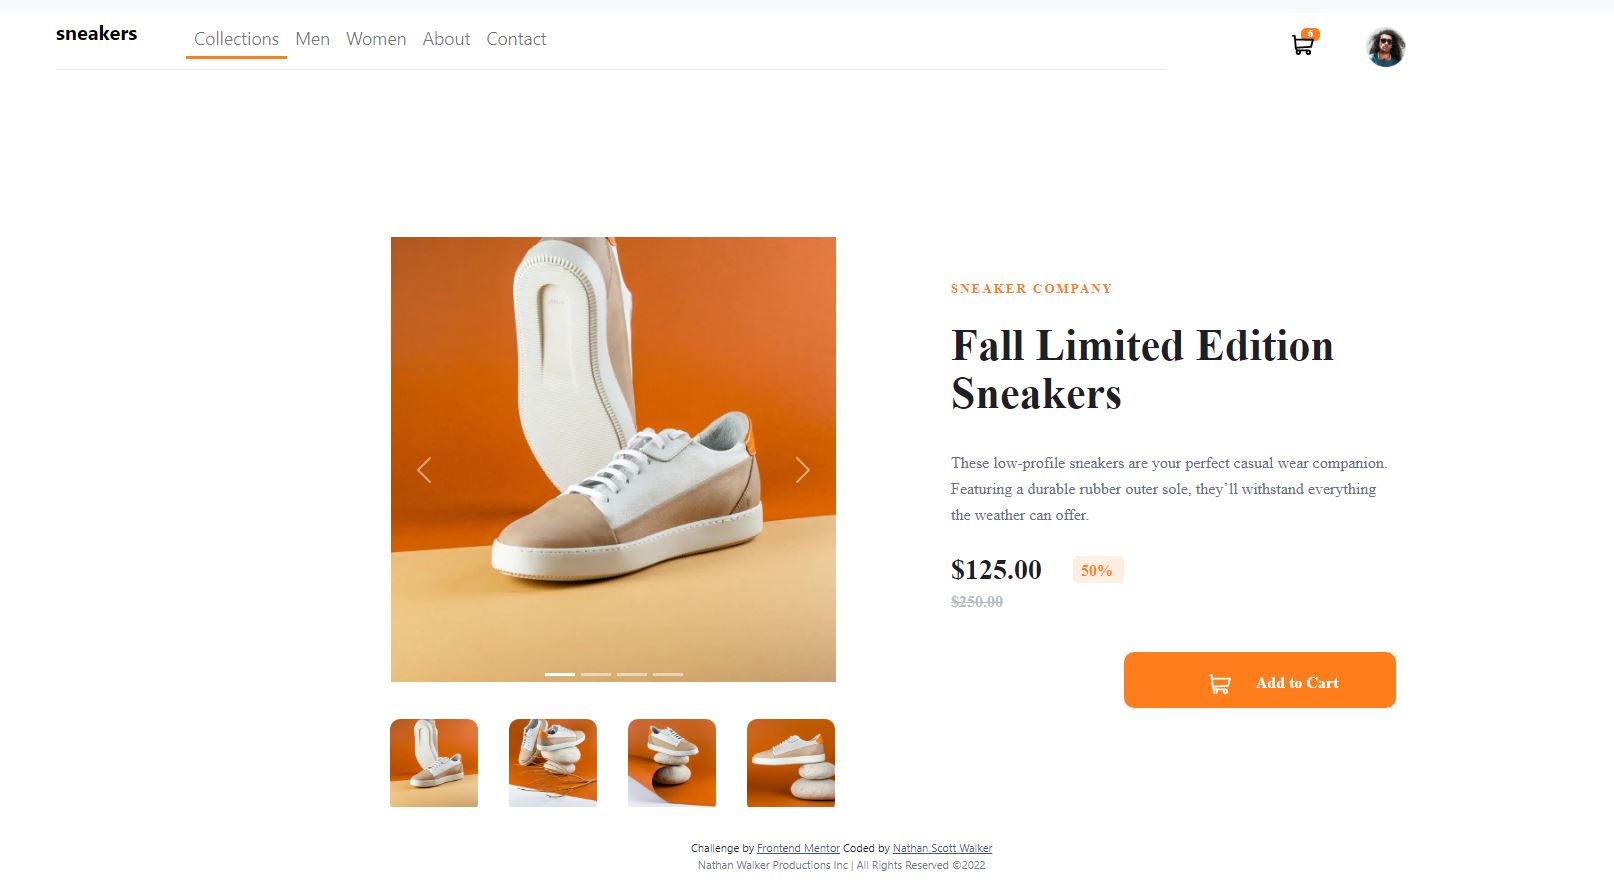 sneakers
Collections Men Women About Contact
6
SNEAKER COMPANY
Fall Limited Edition
Sneakers
These low-profile sneakers are your perfect casual wear companion.
Featuring a durable rubber outer sole, they’ll withstand everything
the weather can offer.
$125.00 50%
$250.00
Add to Cart
Challenge by Frontend Mentor Coded by Nathan Scott Walker
Nathan Walker Productions Inc | All Rights Reserved ©2022